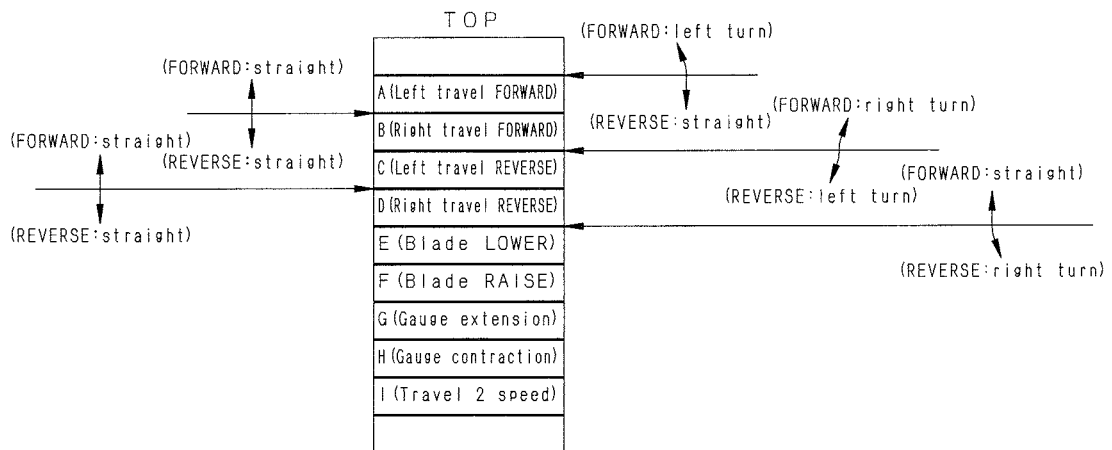 TOP
(FORWARD:left turn)
(FORWARD:straight)
A(Left travel FORWARD)
(FORWARD:right turn)
(REVERSE:straight)
B(Right travel FORWARD)
(FORWARD:straight)
(REVERSE:straight)
C(Left travel REVERSE)
(FORWARD:straight)
(REVERSE:left turn)
D(Right travel REVERSE)
(REVERSE:straight)
E(Blade LOWER)
(REVERSE:right turn)
F(Blade RAISE)
G(Gauge extension)
H(Gauge contraction)
I(Travel 2 speed)